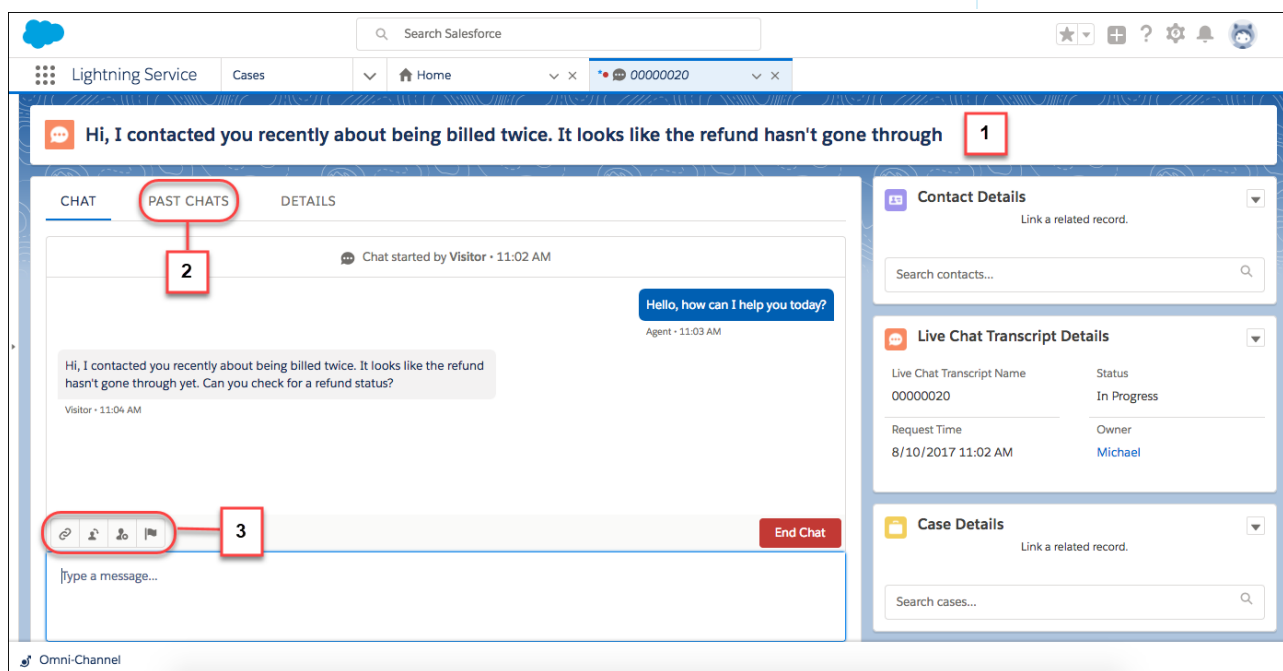 Search Salesforce
Lightning Service
Cases
Home
00000020
Hi, I contacted you recently about being billed twice. It looks like the refund hasn't gone through
1
CHAT
PAST CHATS
DETAILS
2
Chat started by Visitor • 11:02 AM
Hello, how can I help you today?
Agent • 11:03 AM
Hi, I contacted you recently about being billed twice. It looks like the refund
hasn't gone through yet. Can you check for a refund status?
Visitor • 11:04 AM
3
End Chat
Type a message...
Contact Details
Link a related record.
Search contacts...
Live Chat Transcript Details
Live Chat Transcript Name
Status
00000020
In Progress
Request Time
Owner
8/10/2017 11:02 AM
Michael
Case Details
Link a related record.
Search cases...
Omni-Channel